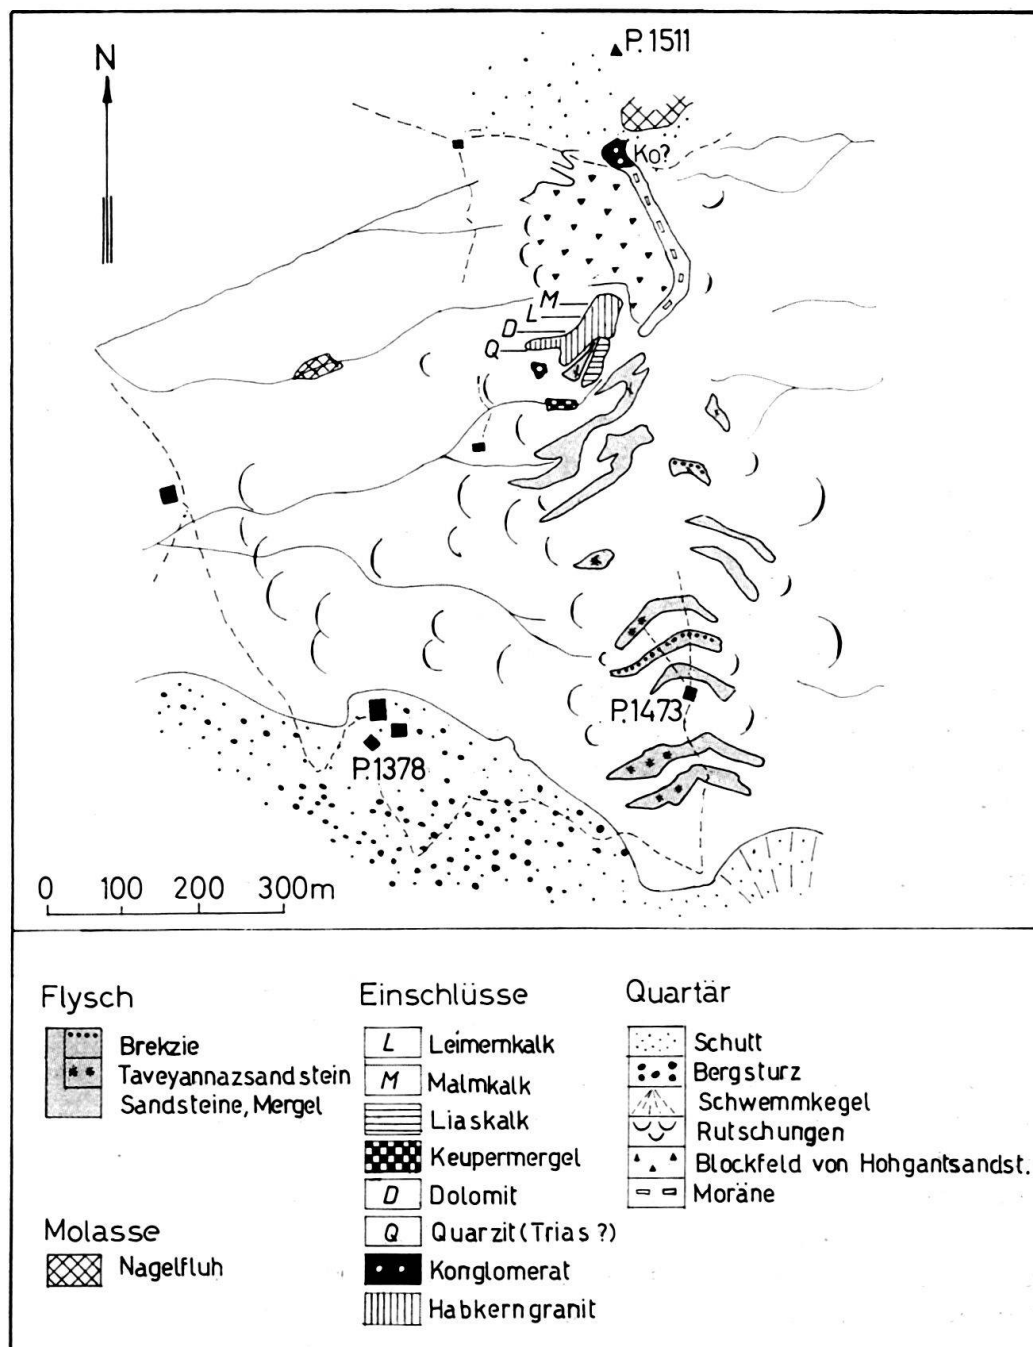 P.1511
N
Ko?
M
L
D
Q
P.1473
P.1378
0 100 200 300m
Flysch
Brekzie
Taveyannazsandstein
Sandsteine, Mergel
Molasse
Nagelfluh
Einschlüsse
L Leimernkalk
M Malmkalk
Liaskalk
Keupermergel
D Dolomit
Q Quarzit (Trias ?)
Konglomerat
Habkerngranit
Quartär
Schutt
Bergsturz
Schwemmkegel
Rutschungen
Blockfeld von Hohgantsandst.
Moräne